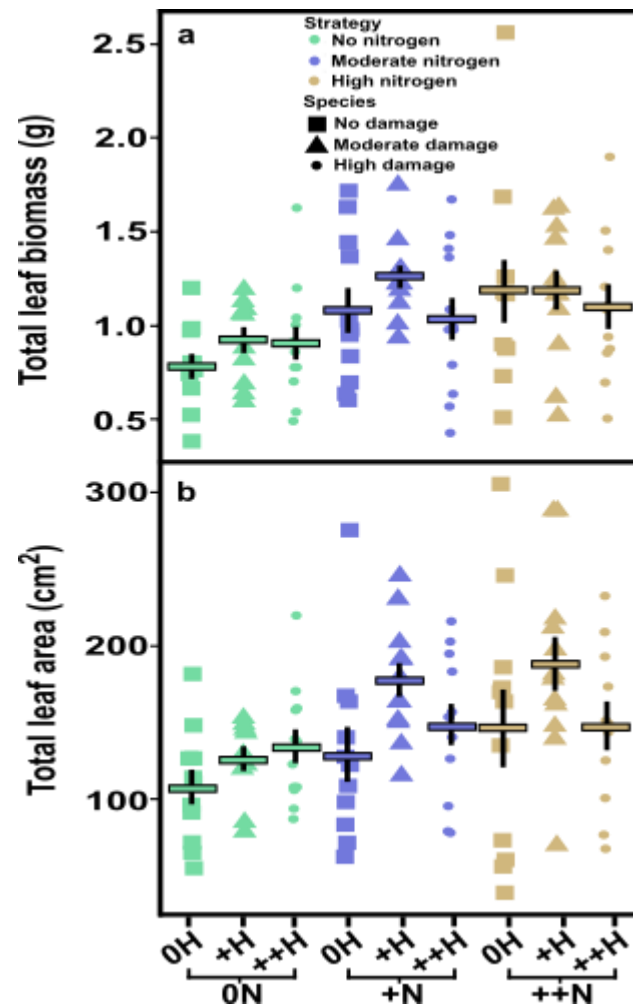 a
Strategy
No nitrogen
Moderate nitrogen
High nitrogen
Species
No damage
Moderate damage
High damage
Total leaf biomass (g)
2.5
2.0
1.5
1.0
0.5
b
Total leaf area (cm²)
300
200
100
0H +H ++H 0H +H ++H 0H +H ++H
0N +N ++N